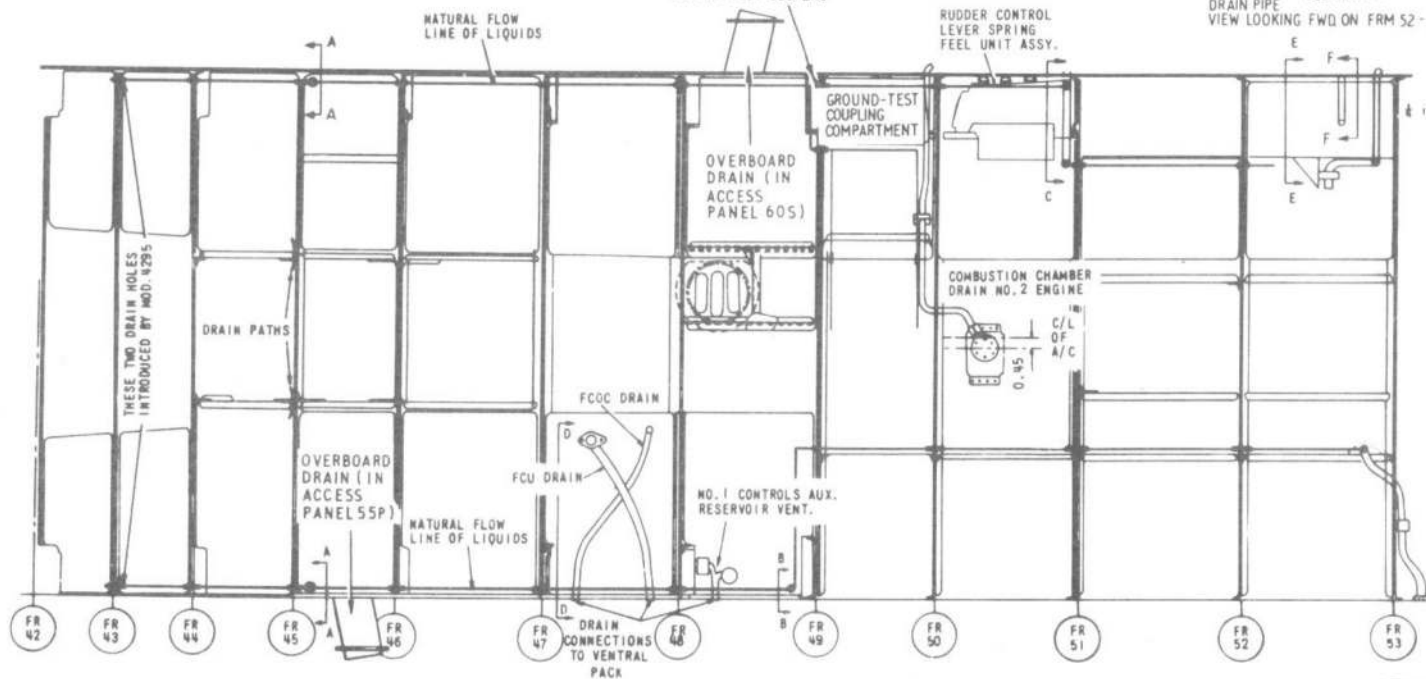 DRAIN PIPE
VIEW LOOKING FWD ON FRM 52 -
NATURAL FLOW
LINE OF LIQUIDS
RUDDER CONTROL
LEVER SPRING
FEEL UNIT ASSY.
A
A
E
F
F
E
C
GROUND-TEST
COUPLING
COMPARTMENT
OVERBOARD
DRAIN (IN
ACCESS
PANEL 60S)
THESE TWO DRAIN HOLES
INTRODUCED BY MOD. 4295
DRAIN PATHS
COMBUSTION CHAMBER
DRAIN NO.2 ENGINE
C/L
OF
A/C
0.45
FCOC DRAIN
D
FCU DRAIN
OVERBOARD
DRAIN (IN
ACCESS
PANEL 55P)
NO.1 CONTROLS AUX.
RESERVOIR VENT.
NATURAL FLOW
LINE OF LIQUIDS
A
A
B
B
D
DRAIN
CONNECTIONS
TO VENTRAL
PACK
FR 42
FR 43
FR 44
FR 45
FR 46
FR 47
FR 48
FR 49
FR 50
FR 51
FR 52
FR 53